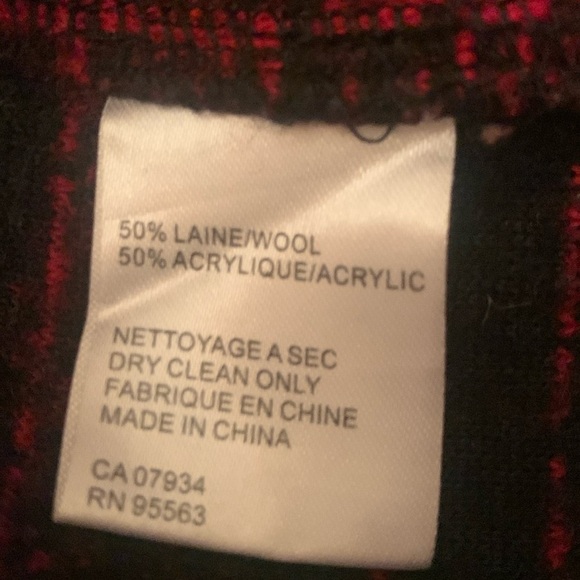 50% LAINE/WOOL
50% ACRYLIQUE/ACRYLIC
NETTOYAGE A SEC
DRY CLEAN ONLY
FABRIQUE EN CHINE
MADE IN CHINA
CA 07934
RN 95563